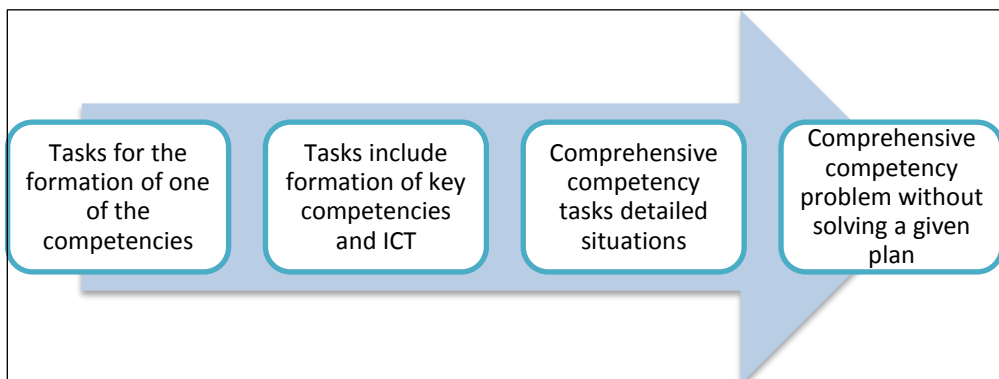 Tasks for the
formation of one
of the
competencies
Tasks include
formation of key
competencies
and ICT
Comprehensive
competency
tasks detailed
situations
Comprehensive
competency
problem without
solving a given
plan